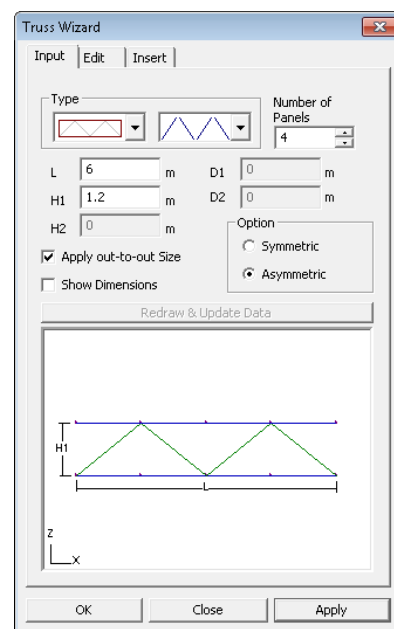 Truss Wizard
Input Edit Insert
Type
Number of
Panels
4
L 6 m D1 0 m
H1 1.2 m D2 0 m
H2 0 m
Option
Symmetric
Asymmetric
Apply out-to-out Size
Show Dimensions
Redraw & Update Data
H1
L
Z
X
OK Close Apply